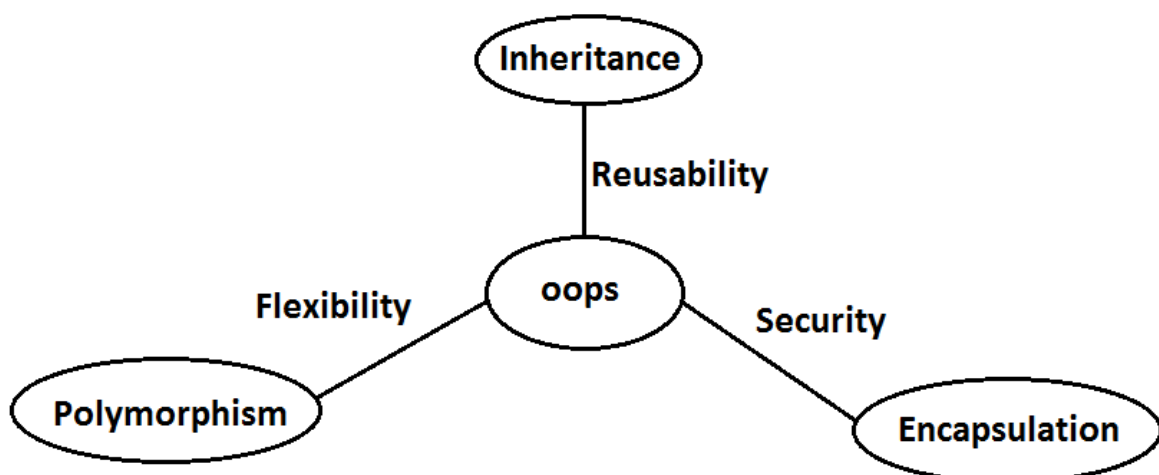 Inheritance
Reusability
oops
Flexibility
Security
Polymorphism
Encapsulation